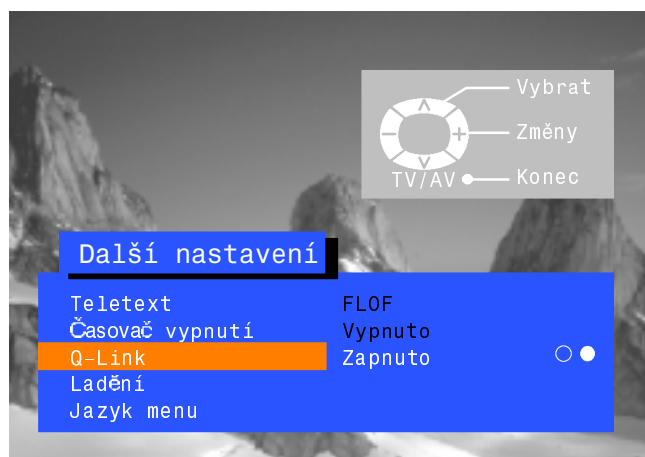 Vybrat
Změny
TV/AV Konec
Další nastavení
Teletext FLOF
Časovač vypnutí Vypnuto
Q-Link Zapnuto
Ladění
Jazyk menu